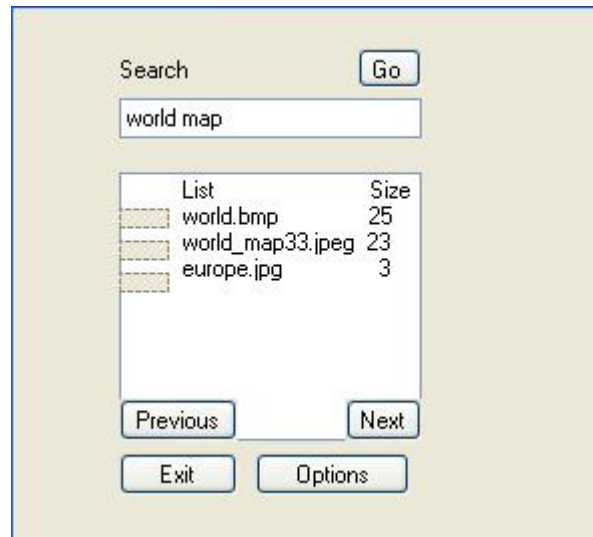 Search Go
world map
List Size
world.bmp 25
world_map33.jpeg 23
europe.jpg 3
Previous Next
Exit Options